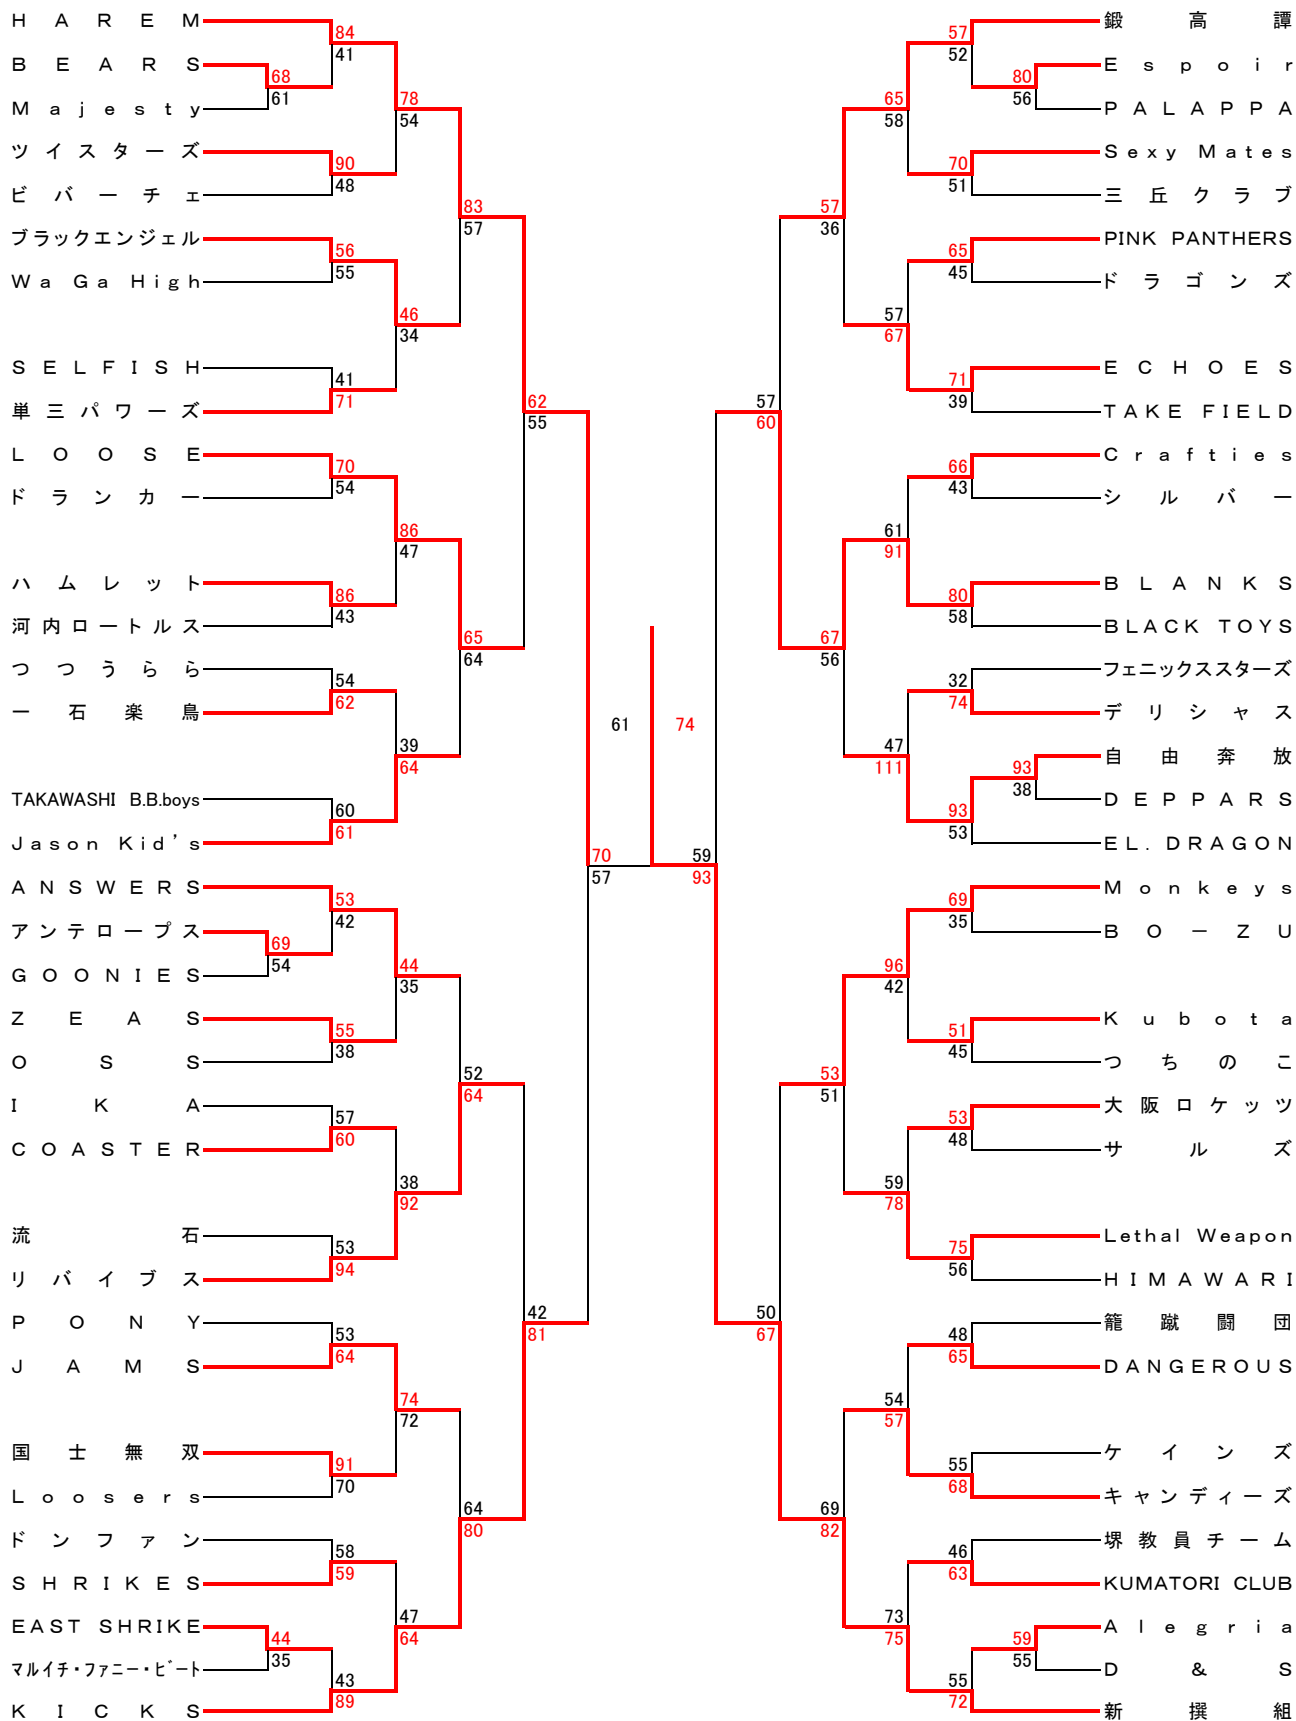 ＨＡＲＥＭ
84
41
ＢＥＡＲＳ
68
61
Ｍａｊｅｓｔｙ
78
54
ツイスターズ
90
48
ビバーチェ
83
57
ブラックエンジェル
56
55
Ｗａ Ｇａ Ｈｉｇｈ
46
34
ＳＥＬＦＩＳＨ
41
71
単三パワーズ
62
55
ＬＯＯＳＥ
70
54
ドランカー
86
47
ハムレット
86
43
河内ロートルス
65
64
つつうらら
54
62
一石楽鳥
39
64
TAKAWASHI B.B.boys
60
61
Ｊａｓｏｎ Ｋｉｄ’ｓ
70
57
ＡＮＳＷＥＲＳ
53
42
アンテロープス
69
54
ＧＯＯＮＩＥＳ
44
35
ＺＥＡＳ
55
38
ＯＳＳ
52
64
ＩＫＡ
57
60
ＣＯＡＳＴＥＲ
38
92
流石
53
94
リバイブス
42
81
ＰＯＮＹ
53
64
ＪＡＭＳ
74
72
国士無双
91
70
Ｌｏｏｓｅｒｓ
64
80
ドンファン
58
59
ＳＨＲＩＫＥＳ
47
64
EAST SHRIKE
44
35
マルイチ・ファニー・ビート
43
89
ＫＩＣＫＳ
61
74
鍛高譚
57
52
Ｅｓｐｏｉｒ
80
56
ＰＡＬＡＰＰＡ
65
58
Ｓｅｘｙ Ｍａｔｅｓ
70
51
三丘クラブ
57
36
PINK PANTHERS
65
45
ドラゴンズ
57
67
ＥＣＨＯＥＳ
71
39
TAKE FIELD
57
60
Ｃｒａｆｔｉｅｓ
66
43
シルバー
61
91
ＢＬＡＮＫＳ
80
58
BLACK TOYS
67
56
フェニックススターズ
32
74
デリシャス
47
111
自由奔放
93
38
ＤＥＰＰＡＲＳ
93
53
EL. DRAGON
59
93
Ｍｏｎｋｅｙｓ
69
35
ＢＯ－ＺＵ
96
42
Ｋｕｂｏｔａ
51
45
つちのこ
53
51
大阪ロケッツ
53
48
サルズ
59
78
Lethal Weapon
75
56
ＨＩＭＡＷＡＲＩ
50
67
籠蹴闘団
48
65
ＤＡＮＧＥＲＯＵＳ
54
57
ケインズ
55
68
キャンディーズ
69
82
堺教員チーム
46
63
KUMATORI CLUB
73
75
Ａｌｅｇｒｉａ
59
55
Ｄ＆Ｓ
55
72
新撰組